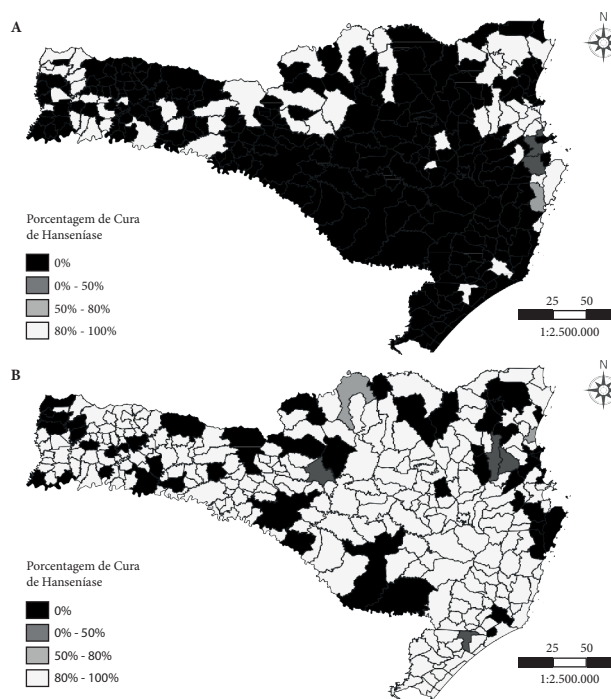 A
N
Porcentagem de Cura
de Hanseníase
0%
0% - 50%
50% - 80%
80% - 100%
25 50
1:2.500.000
B
N
Porcentagem de Cura
de Hanseníase
0%
0% - 50%
50% - 80%
80% - 100%
25 50
1:2.500.000